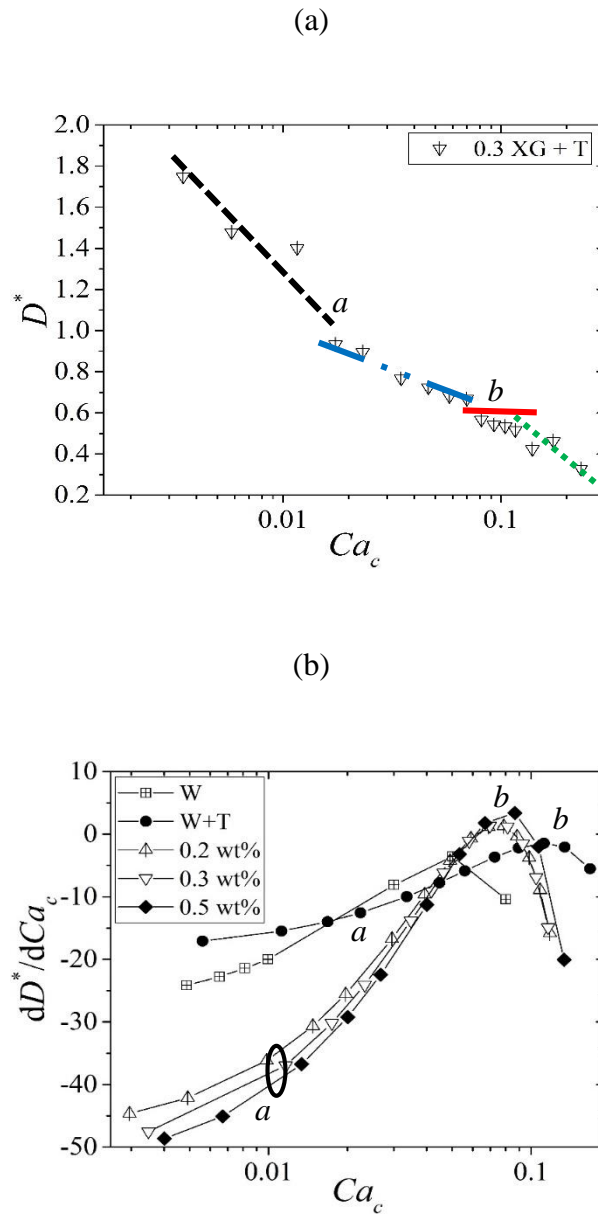 (a)
2.0
1.8
1.6
1.4
1.2
1.0
0.8
0.6
0.4
0.2
D*
0.3 XG + T
a
b
0.01
0.1
Ca_c
(b)
10
0
-10
-20
-30
-40
-50
dD*/dCa_c
W
W+T
0.2 wt%
0.3 wt%
0.5 wt%
b
b
a
a
0.01
0.1
Ca_c